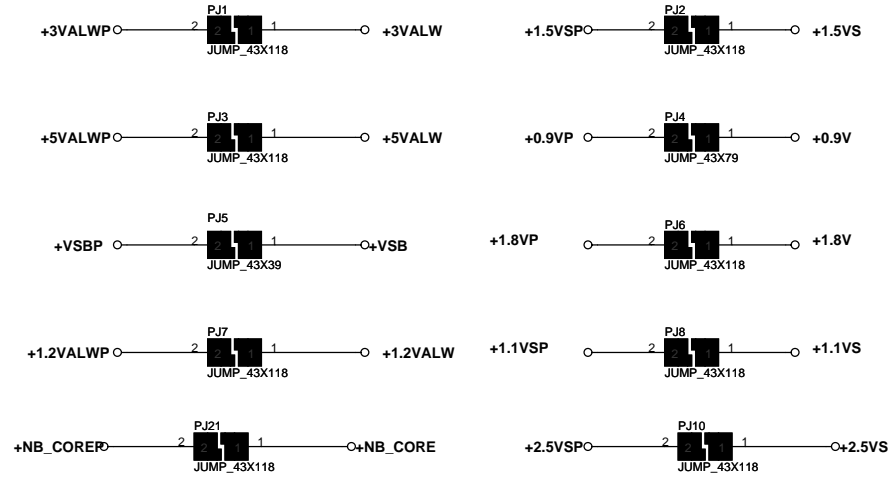 PJ1
+3VALWP 2 2 1 1 +3VALW
JUMP_43X118
PJ2
+1.5VSP 2 2 1 1 +1.5VS
JUMP_43X118
PJ3
+5VALWP 2 2 1 1 +5VALW
JUMP_43X118
PJ4
+0.9VP 2 2 1 1 +0.9V
JUMP_43X79
PJ5
+VSBP 2 2 1 1 +VSB
JUMP_43X39
PJ6
+1.8VP 2 2 1 1 +1.8V
JUMP_43X118
PJ7
+1.2VALWP 2 2 1 1 +1.2VALW
JUMP_43X118
PJ8
+1.1VSP 2 2 1 1 +1.1VS
JUMP_43X118
PJ21
+NB_COREP 2 2 1 1 +NB_CORE
JUMP_43X118
PJ10
+2.5VSP 2 2 1 1 +2.5VS
JUMP_43X118